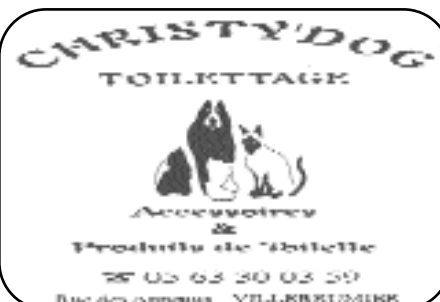 CHRISTY'DOG
TOILETTAGE
Accessoires
&
Produits de Toilette
☎ 05 63 30 03 59
Rue des VILLEBRUMIER